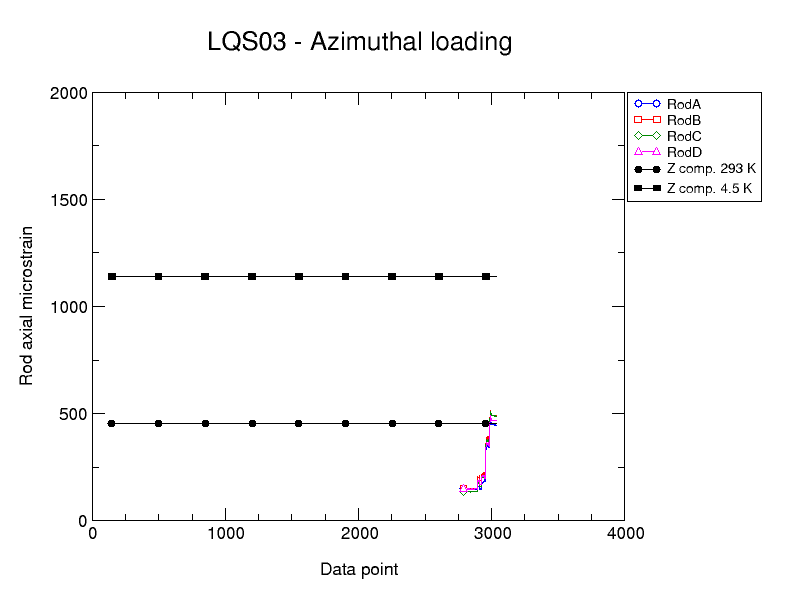 LQS03 - Azimuthal loading
2000
1500
1000
500
0
Rod axial microstrain
0 1000 2000 3000 4000
Data point
RodA
RodB
RodC
RodD
Z comp. 293 K
Z comp. 4.5 K